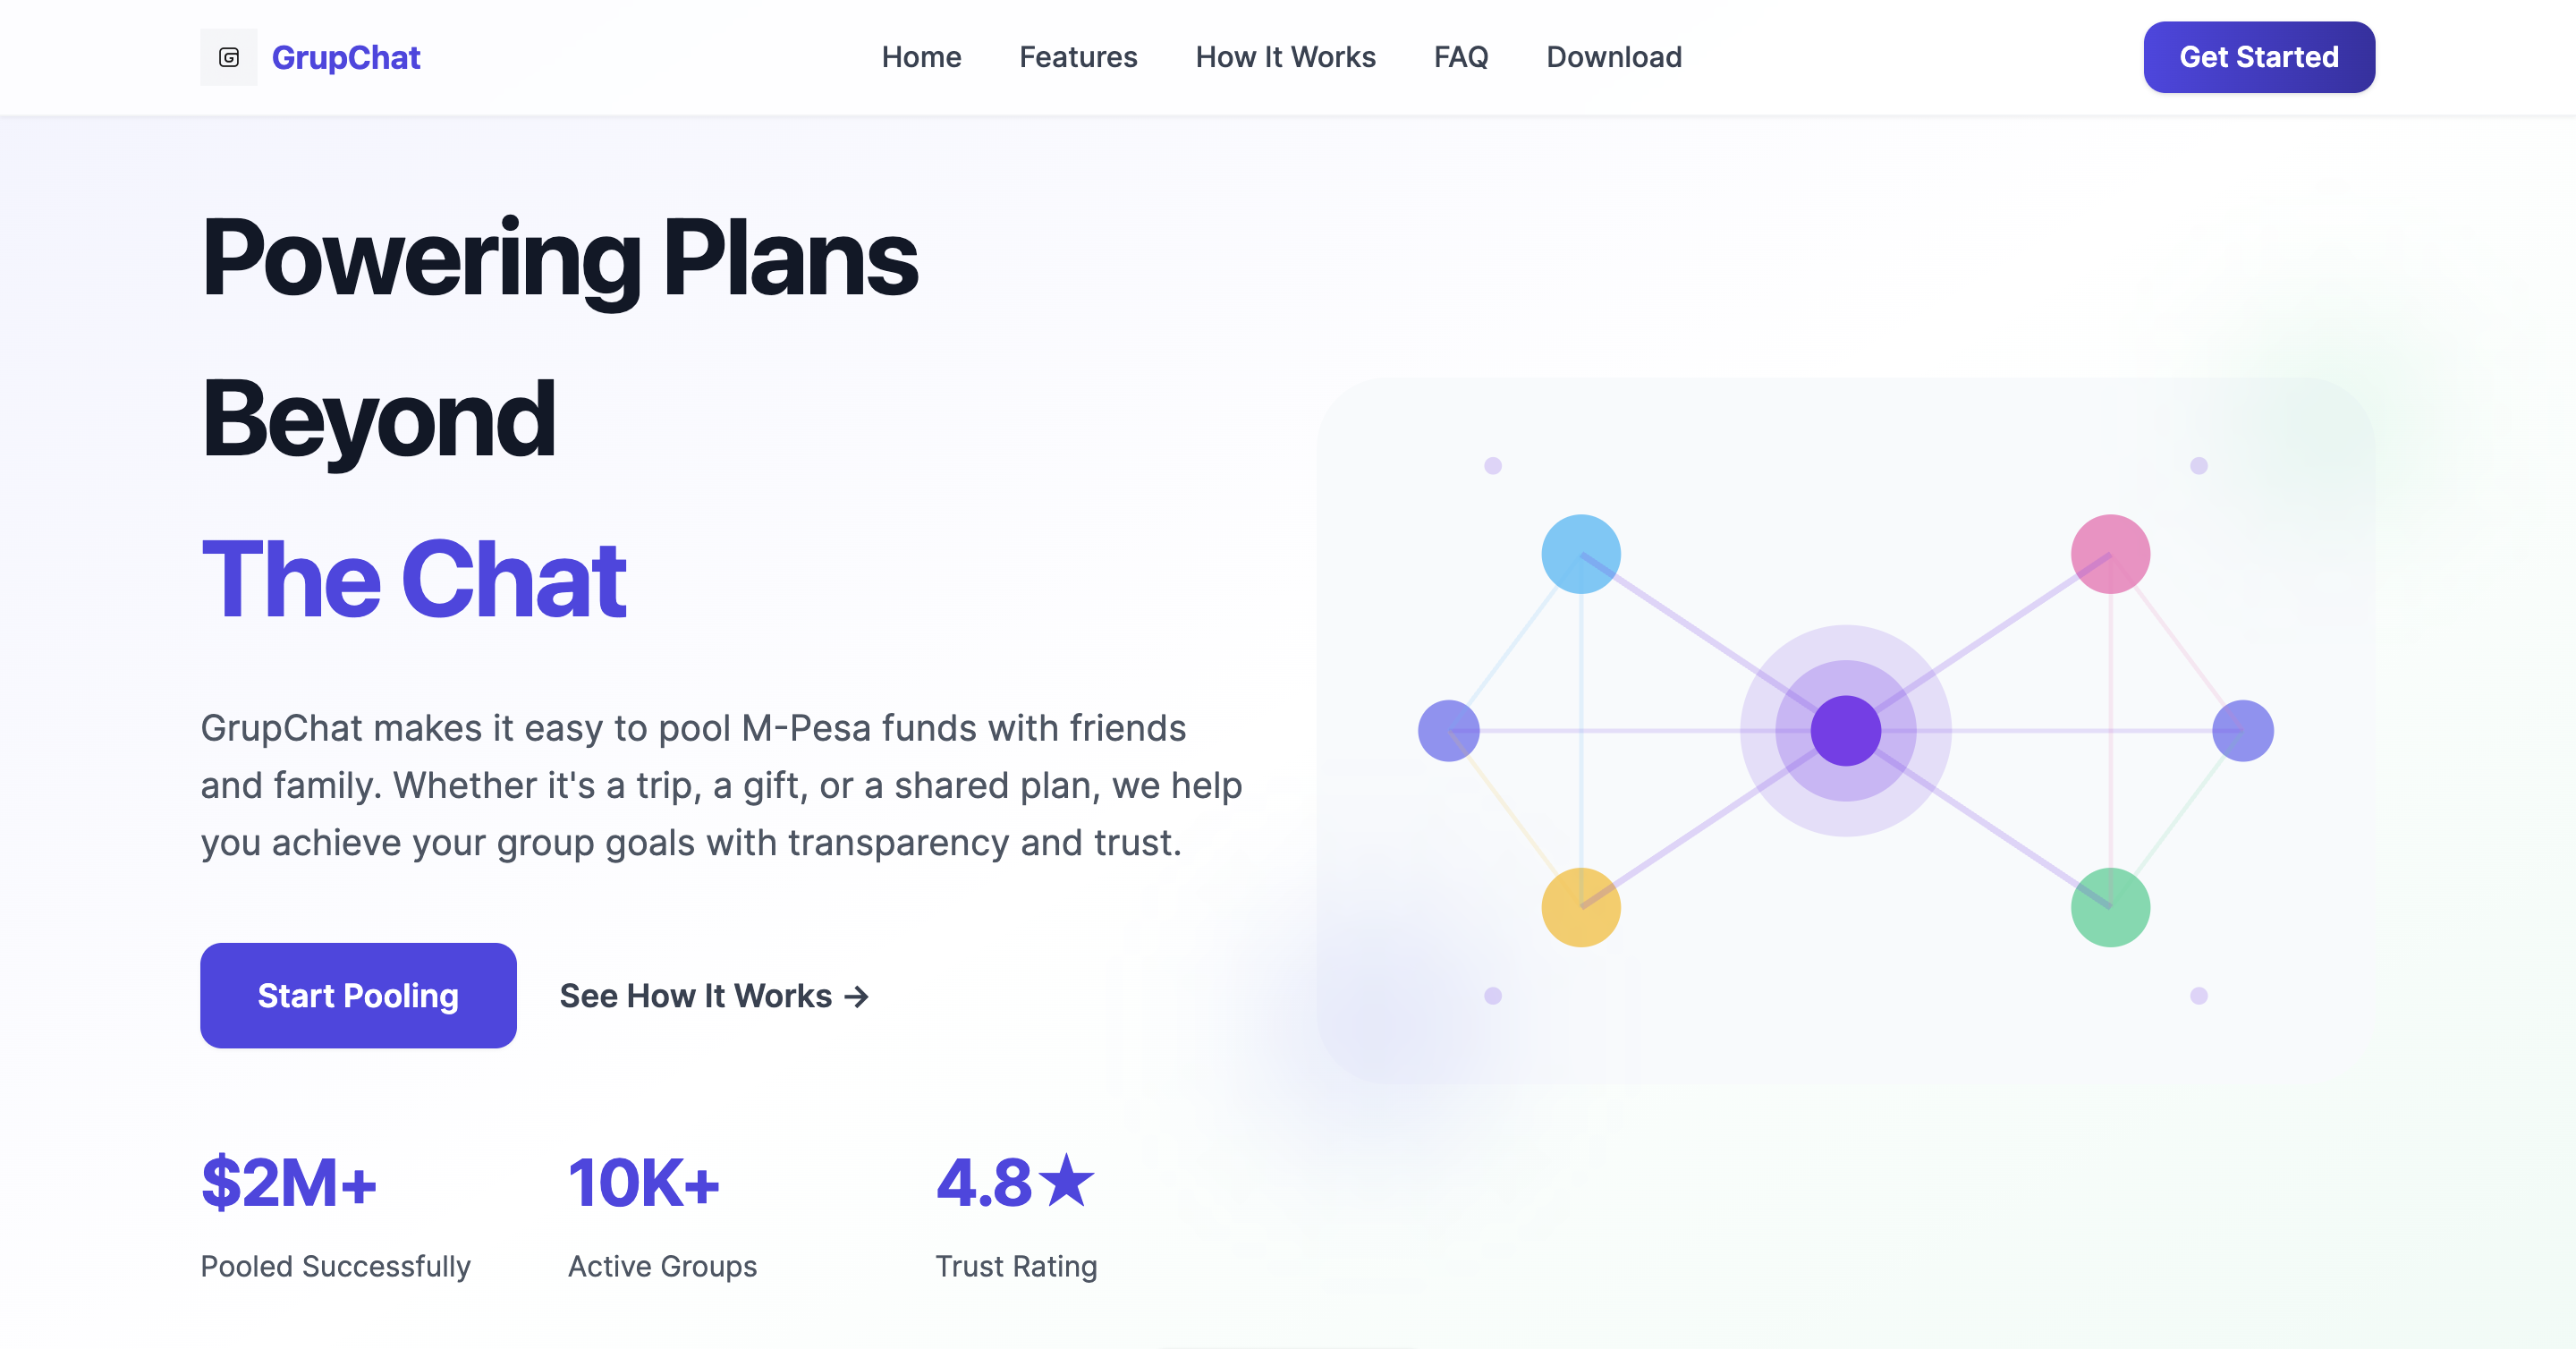 GrupChat
Home Features How It Works FAQ Download
Get Started
Powering Plans
Beyond
The Chat
GrupChat makes it easy to pool M-Pesa funds with friends
and family. Whether it's a trip, a gift, or a shared plan, we help
you achieve your group goals with transparency and trust.
Start Pooling
See How It Works →
$2M+
Pooled Successfully
10K+
Active Groups
4.8★
Trust Rating